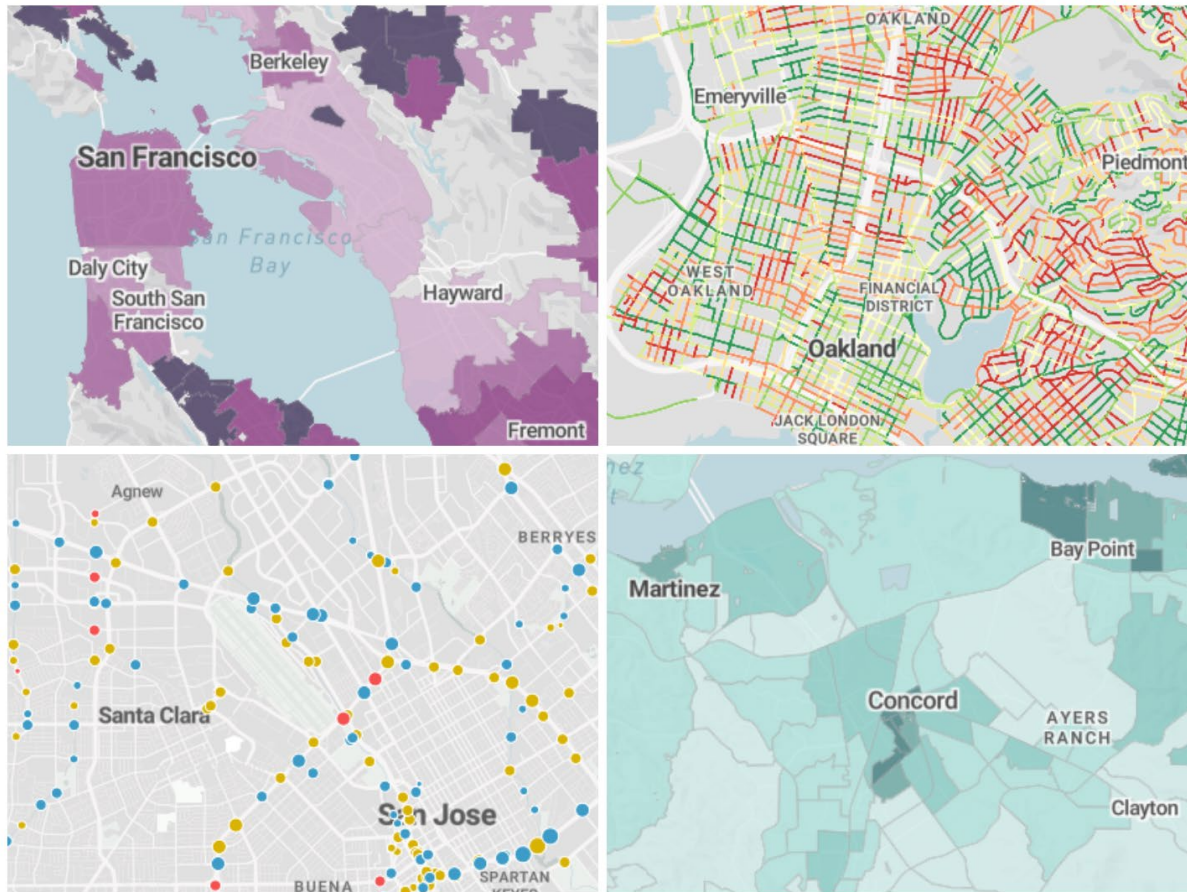 Berkeley
San Francisco
San Francisco
Bay
Daly City
South San
Francisco
Hayward
Fremont
OAKLAND
Emeryville
Piedmont
WEST
OAKLAND
FINANCIAL
DISTRICT
Oakland
JACK LONDON
SQUARE
Agnew
BERRYES
Santa Clara
San Jose
BUENA
SPARTAN
KEYES
nez
t
Bay Point
Martinez
Concord
AYERS
RANCH
Clayton